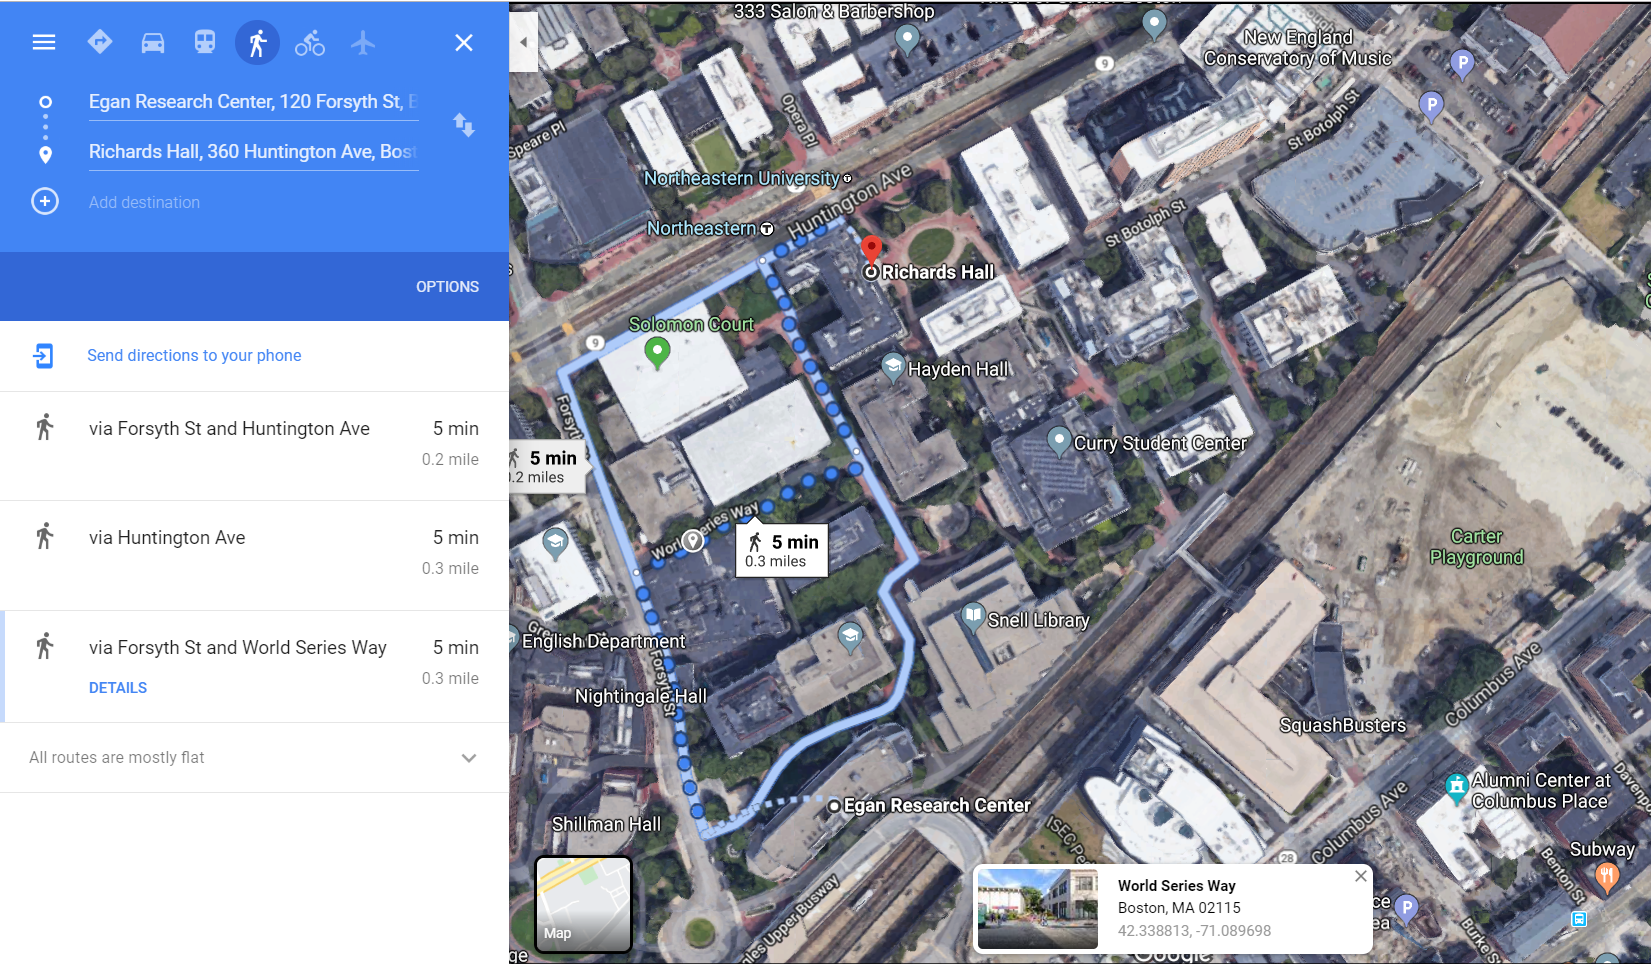 Egan Research Center, 120 Forsyth St, B
Richards Hall, 360 Huntington Ave, Bost
Add destination
OPTIONS
Send directions to your phone
via Forsyth St and Huntington Ave 5 min
0.2 mile
via Huntington Ave 5 min
0.3 mile
via Forsyth St and World Series Way 5 min
DETAILS 0.3 mile
All routes are mostly flat
333 Salon & Barbershop
New England
Conservatory of Music
P
P
9
Opera Pl
Speare Pl
St Botolph St
Northeastern University T
Huntington Ave
Northeastern T
St Botolph St
Richards Hall
Solomon Court
9
Hayden Hall
Forsyth
Curry Student Center
5 min
0.2 miles
World Series Way
5 min
0.3 miles
Carter
Playground
Snell Library
English Department
Forsyth St
Nightingale Hall
Columbus Ave
SquashBusters
Alumni Center at
Columbus Place
Davenpo
Egan Research Center
Shillman Hall
ISEC Pe
Columbus Ave
28
Subway
Benton St
Map
World Series Way
Boston, MA 02115
42.338813, -71.089698
P
ce
ea
Burke S
les Upper Busway
Google
ge